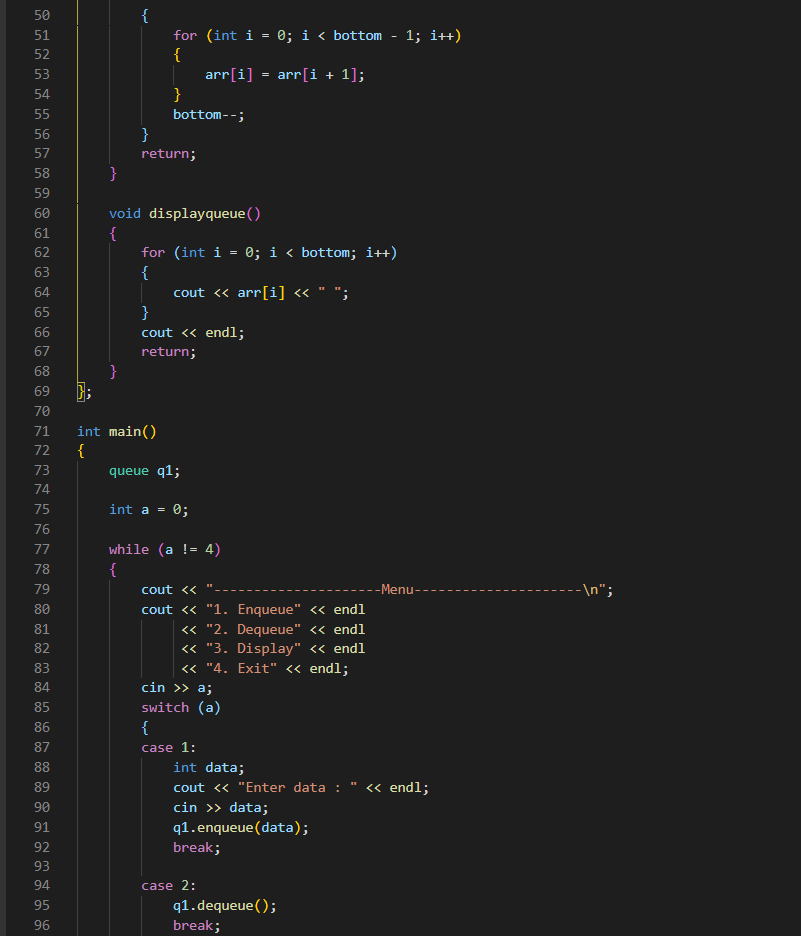 50 {
51 for (int i = 0; i < bottom - 1; i++)
52 {
53 arr[i] = arr[i + 1];
54 }
55 bottom--;
56 }
57 return;
58 }
59
60 void displayqueue()
61 {
62 for (int i = 0; i < bottom; i++)
63 {
64 cout << arr[i] << " ";
65 }
66 cout << endl;
67 return;
68 }
69 };
70
71 int main()
72 {
73 queue q1;
74
75 int a = 0;
76
77 while (a != 4)
78 {
79 cout << "---------------------Menu---------------------\n";
80 cout << "1. Enqueue" << endl
81 << "2. Dequeue" << endl
82 << "3. Display" << endl
83 << "4. Exit" << endl;
84 cin >> a;
85 switch (a)
86 {
87 case 1:
88 int data;
89 cout << "Enter data : " << endl;
90 cin >> data;
91 q1.enqueue(data);
92 break;
93
94 case 2:
95 q1.dequeue();
96 break;